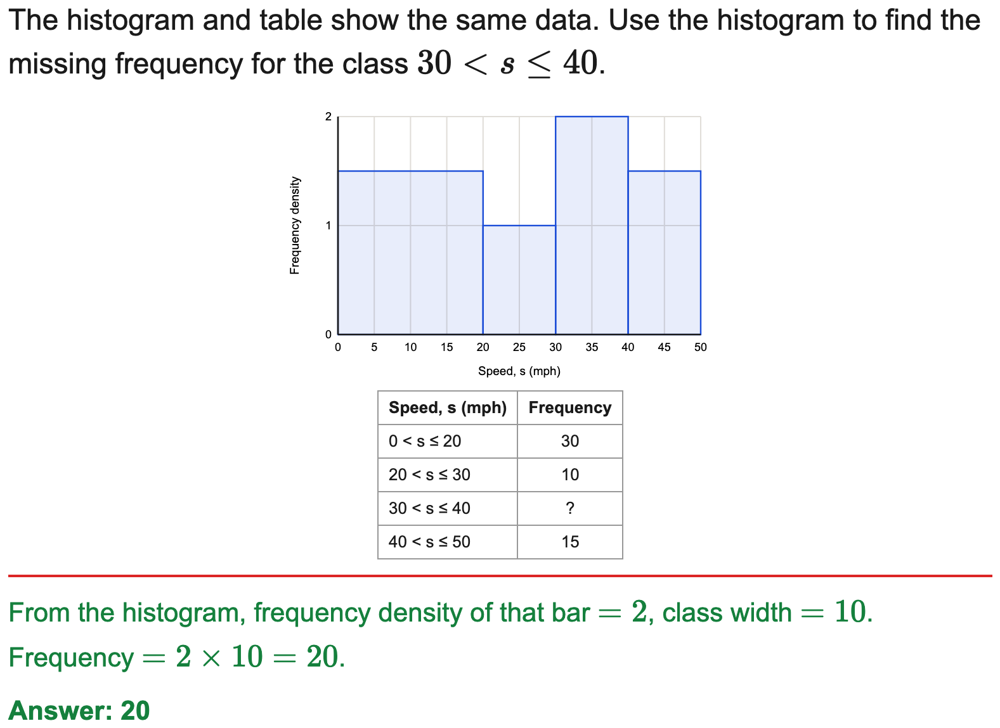 The histogram and table show the same data. Use the histogram to find the
missing frequency for the class 30 < s ≤ 40.
2
1
0
Frequency density
0 5 10 15 20 25 30 35 40 45 50
Speed, s (mph)
Speed, s (mph) Frequency
0 < s ≤ 20 30
20 < s ≤ 30 10
30 < s ≤ 40 ?
40 < s ≤ 50 15
From the histogram, frequency density of that bar = 2, class width = 10.
Frequency = 2 × 10 = 20.
Answer: 20